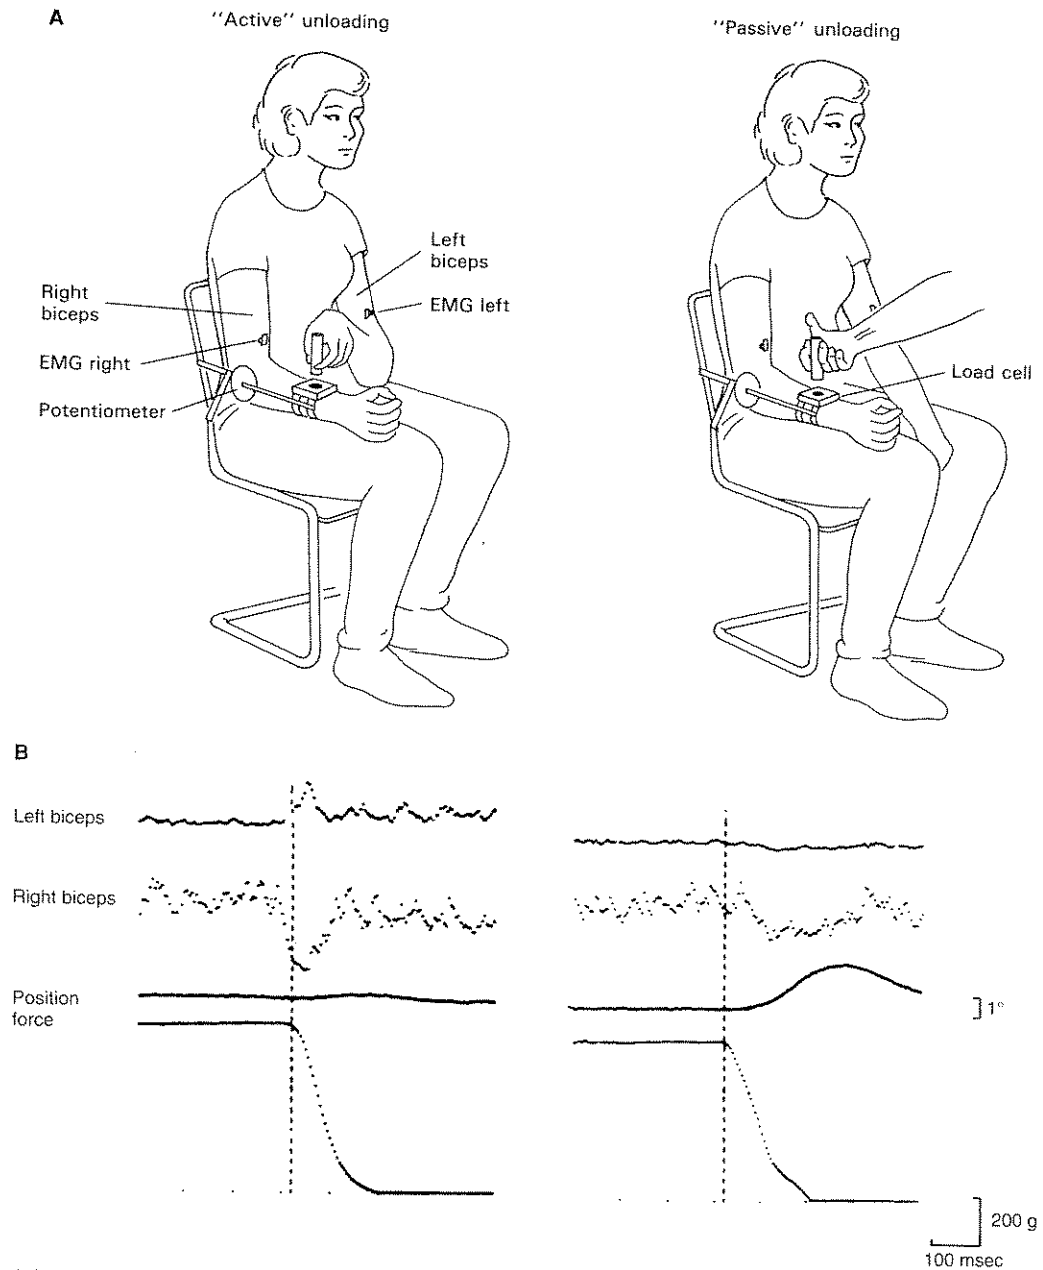 A
"Active" unloading
"Passive" unloading
Left
biceps
EMG left
Right
biceps
EMG right
Potentiometer
Load cell
B
Left biceps
Right biceps
Position
force
1°
200 g
100 msec